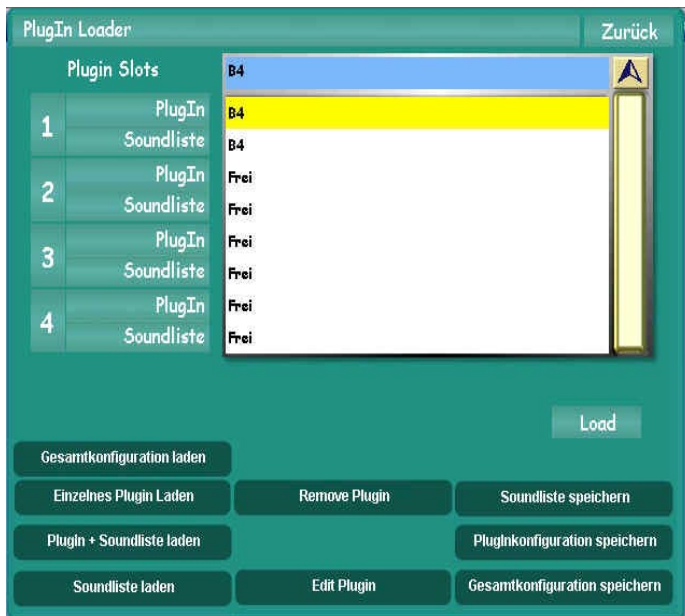 PlugIn Loader
Zurück
Plugin Slots
B4
1
PlugIn
B4
Soundliste
B4
2
PlugIn
Frei
Soundliste
Frei
3
PlugIn
Frei
Soundliste
Frei
4
PlugIn
Frei
Soundliste
Frei
Load
Gesamtkonfiguration laden
Einzelnes Plugin Laden
Remove Plugin
Soundliste speichern
PlugIn + Soundliste laden
PlugInkonfiguration speichern
Soundliste laden
Edit Plugin
Gesamtkonfiguration speichern